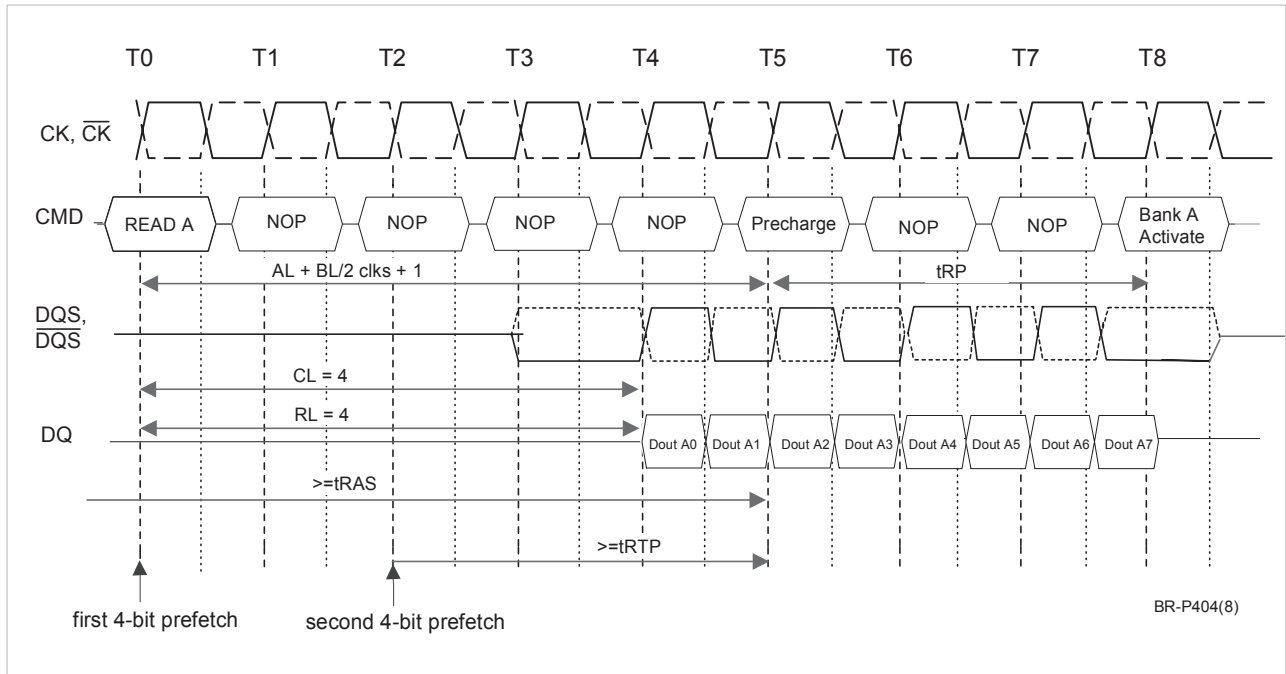 T0 T1 T2 T3 T4 T5 T6 T7 T8
CK, CK
CMD READ A NOP NOP NOP NOP Precharge NOP NOP Bank A
Activate
AL + BL/2 clks + 1 tRP
DQS,
DQS
CL = 4
RL = 4
DQ Dout A0 Dout A1 Dout A2 Dout A3 Dout A4 Dout A5 Dout A6 Dout A7
>=tRAS
>=tRTP
first 4-bit prefetch second 4-bit prefetch
BR-P404(8)